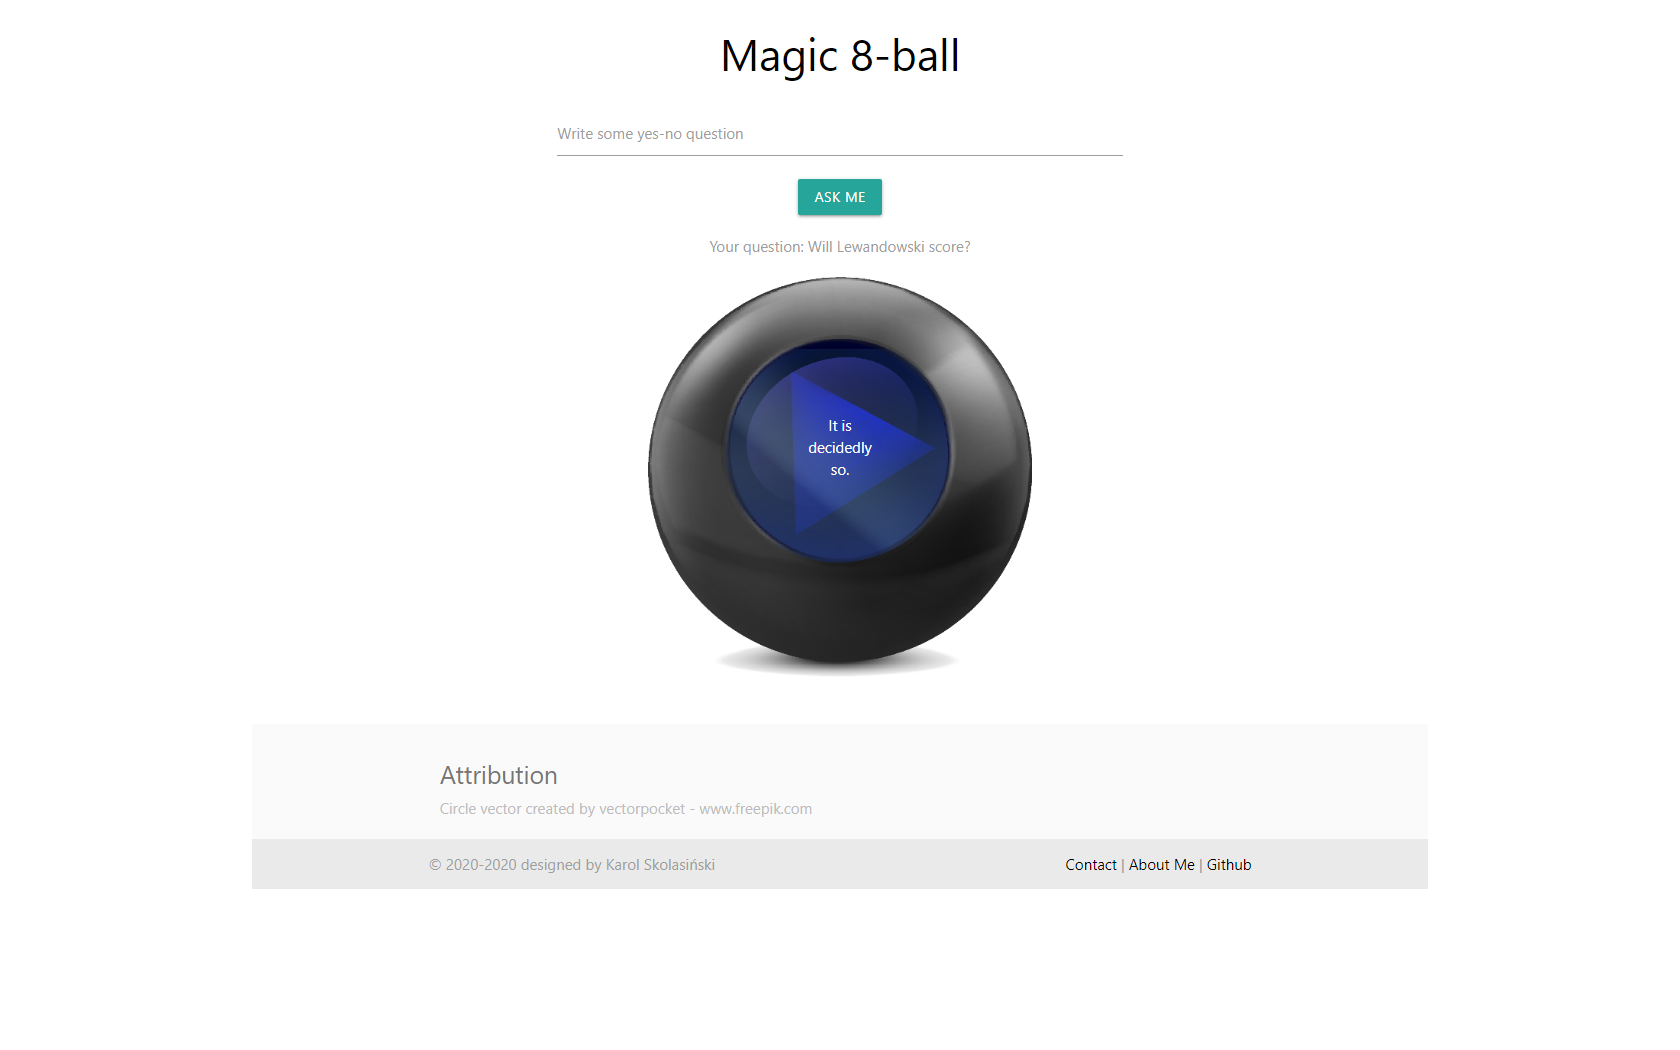 Magic 8-ball
Write some yes-no question
ASK ME
Your question: Will Lewandowski score?
It is
decidedly
so.
Attribution
Circle vector created by vectorpocket - www.freepik.com
© 2020-2020 designed by Karol Skolasiński
Contact | About Me | Github